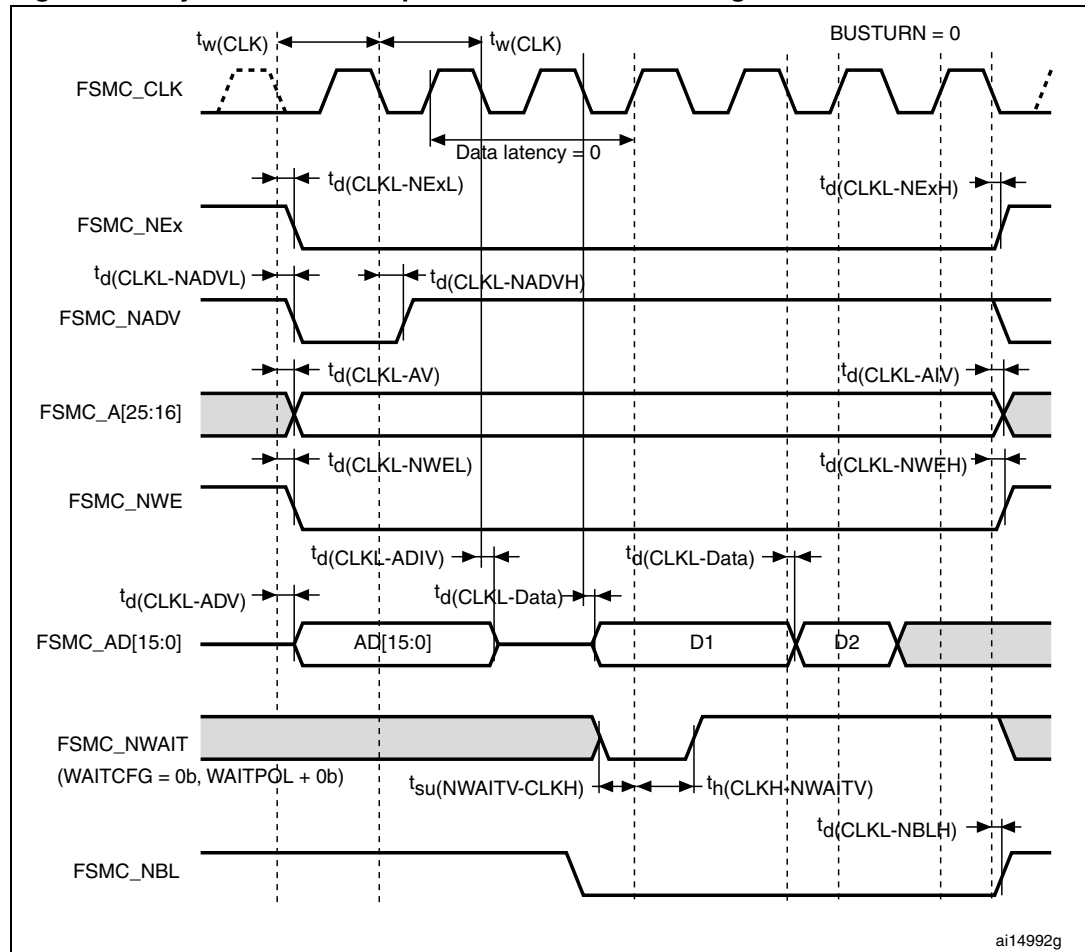 tw(CLK) tw(CLK) BUSTURN = 0
FSMC_CLK
Data latency = 0
td(CLKL-NExL) td(CLKL-NExH)
FSMC_NEx
td(CLKL-NADVL) td(CLKL-NADVH)
FSMC_NADV
td(CLKL-AV) td(CLKL-AIV)
FSMC_A[25:16]
td(CLKL-NWEL) td(CLKL-NWEH)
FSMC_NWE
td(CLKL-ADIV) td(CLKL-Data)
td(CLKL-ADV) td(CLKL-Data)
FSMC_AD[15:0] AD[15:0] D1 D2
FSMC_NWAIT
(WAITCFG = 0b, WAITPOL + 0b)
tsu(NWAITV-CLKH) th(CLKH-NWAITV)
td(CLKL-NBLH)
FSMC_NBL
ai14992g